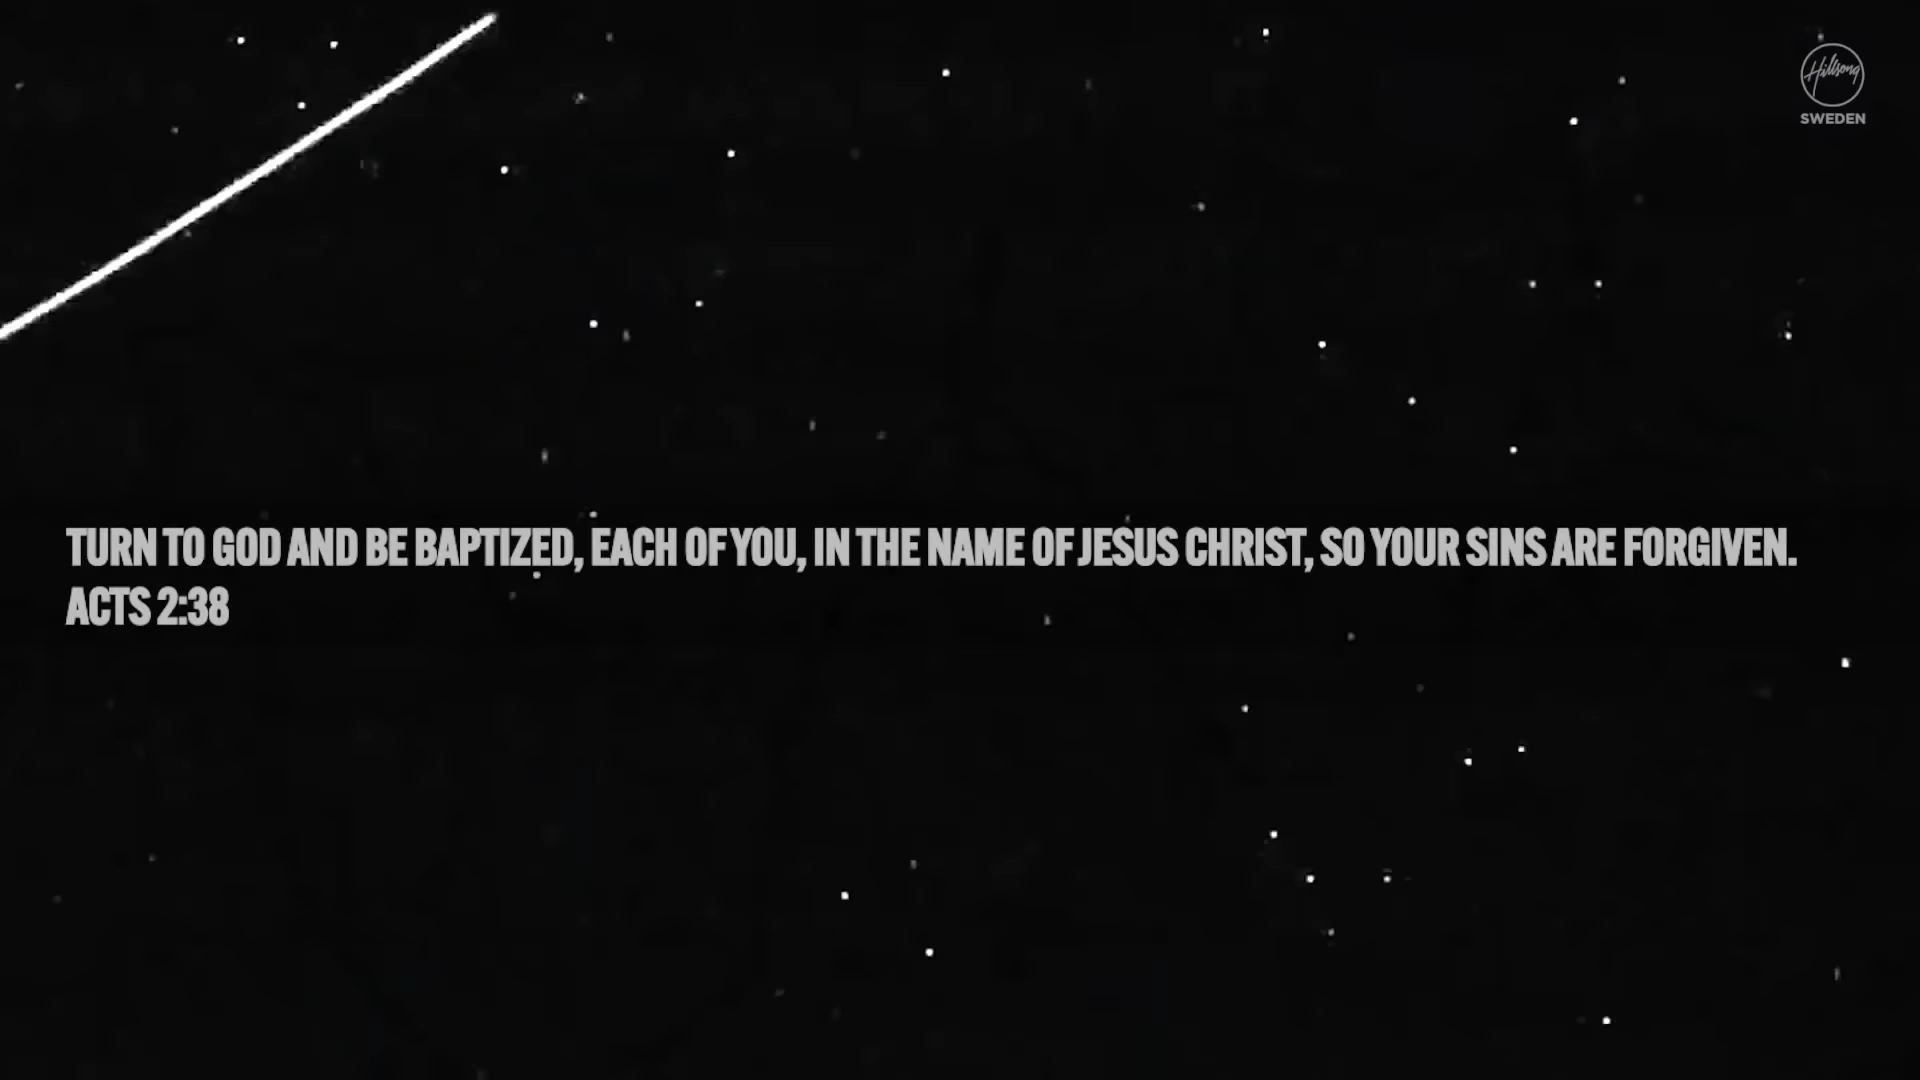 Hillsong
SWEDEN
TURN TO GOD AND BE BAPTIZED, EACH OF YOU, IN THE NAME OF JESUS CHRIST, SO YOUR SINS ARE FORGIVEN.
ACTS 2:38